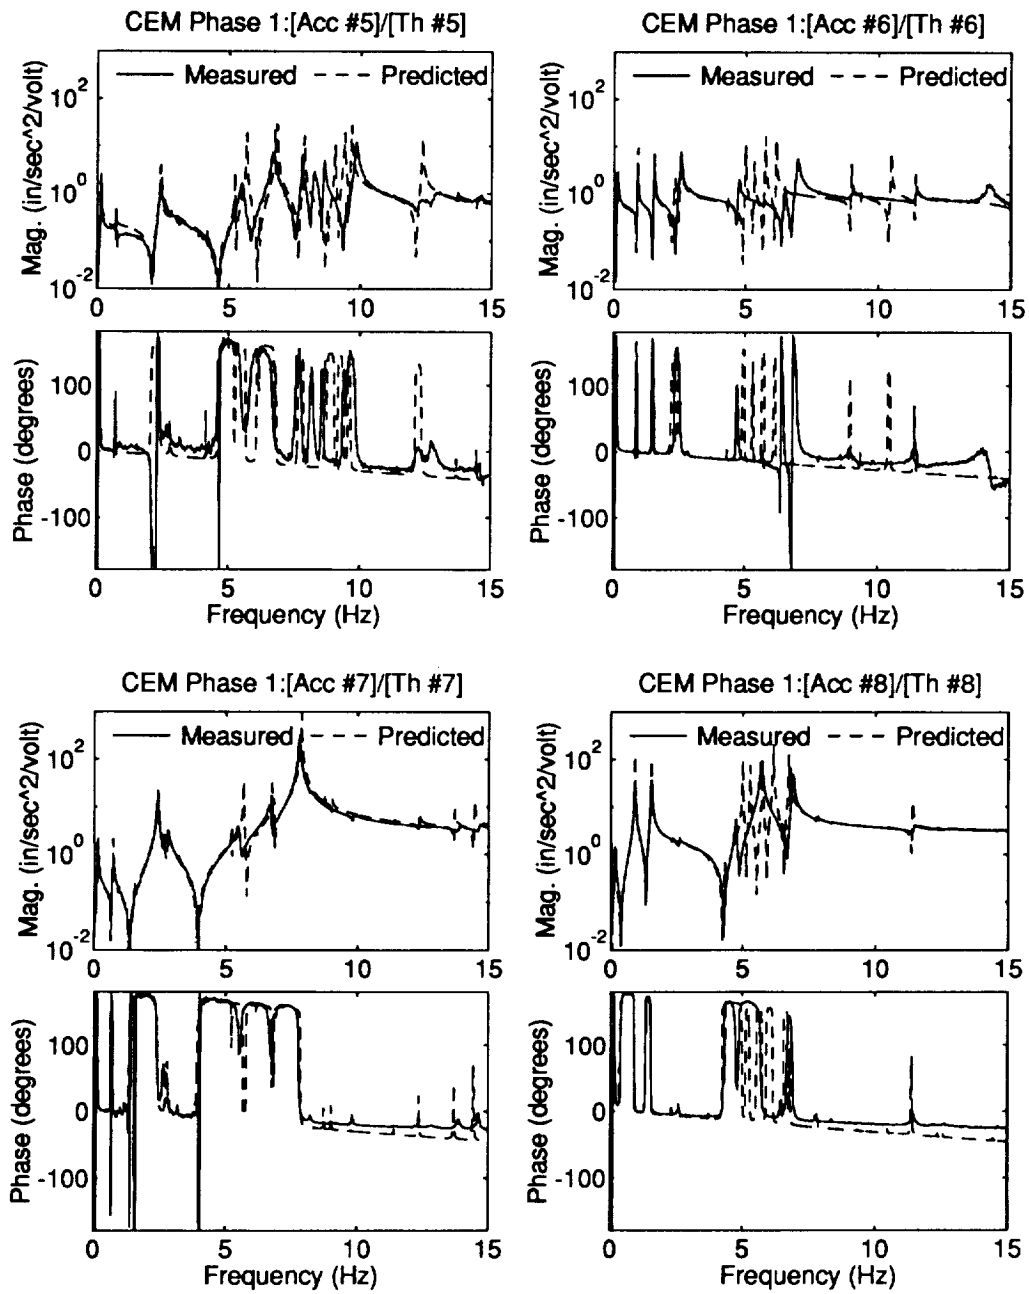 CEM Phase 1:[Acc #5]/[Th #5]
Measured
Predicted
Mag. (in/sec^2/volt)
10^2
10^0
10^-2
0
5
10
15
Phase (degrees)
100
0
-100
0
5
10
15
Frequency (Hz)
CEM Phase 1:[Acc #6]/[Th #6]
Measured
Predicted
Mag. (in/sec^2/volt)
10^2
10^0
10^-2
0
5
10
15
Phase (degrees)
100
0
-100
0
5
10
15
Frequency (Hz)
CEM Phase 1:[Acc #7]/[Th #7]
Measured
Predicted
Mag. (in/sec^2/volt)
10^2
10^0
10^-2
0
5
10
15
Phase (degrees)
100
0
-100
0
5
10
15
Frequency (Hz)
CEM Phase 1:[Acc #8]/[Th #8]
Measured
Predicted
Mag. (in/sec^2/volt)
10^2
10^0
10^-2
0
5
10
15
Phase (degrees)
100
0
-100
0
5
10
15
Frequency (Hz)